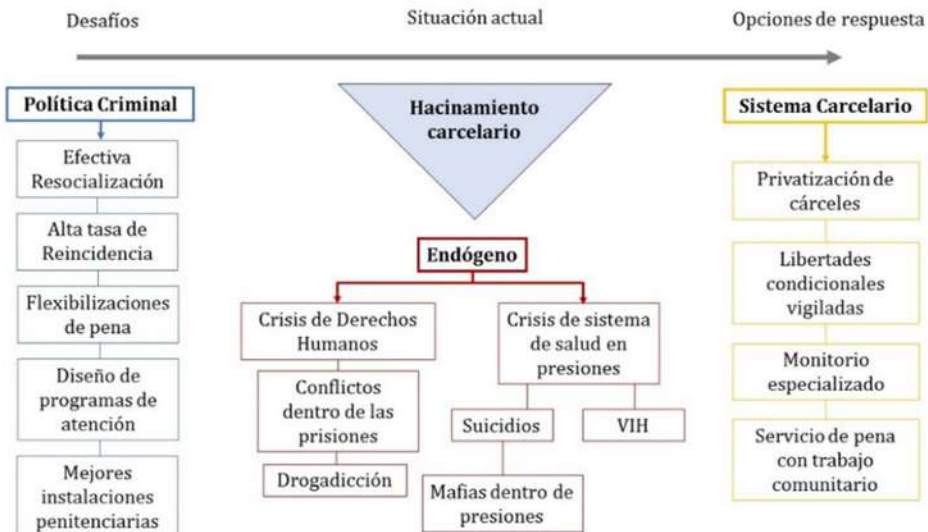 Desafíos
Situación actual
Opciones de respuesta
Política Criminal
Efectiva
Resocialización
Alta tasa de
Reincidencia
Flexibilizaciones
de pena
Diseño de
programas de
atención
Mejores
instalaciones
penitenciarias
Hacinamiento
carcelario
Endógeno
Crisis de Derechos
Humanos
Conflictos
dentro de las
prisiones
Drogadicción
Crisis de sistema
de salud en
presiones
Suicidios
VIH
Mafias dentro de
presiones
Sistema Carcelario
Privatización de
cárceles
Libertades
condicionales
vigiladas
Monitorio
especializado
Servicio de pena
con trabajo
comunitario